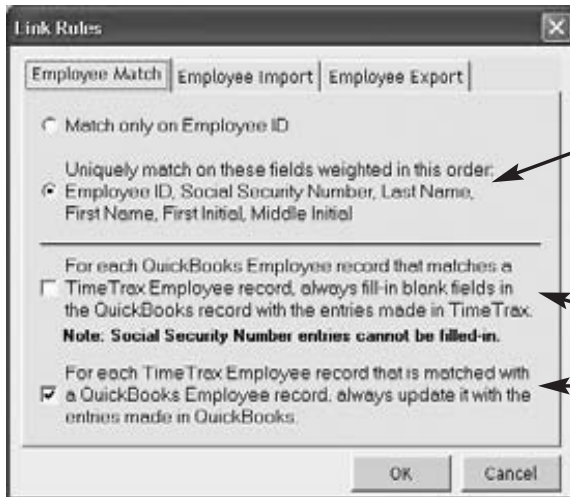 Link Rules
Employee Match Employee Import Employee Export
Match only on Employee ID
Uniquely match on these fields weighted in this order:
Employee ID, Social Security Number, Last Name,
First Name, First Initial, Middle Initial
For each QuickBooks Employee record that matches a
TimeTrax Employee record, always fill-in blank fields in
the QuickBooks record with the entries made in TimeTrax.
Note: Social Security Number entries cannot be filled-in.
For each TimeTrax Employee record that is matched with
a QuickBooks Employee record, always update it with the
entries made in QuickBooks.
OK Cancel